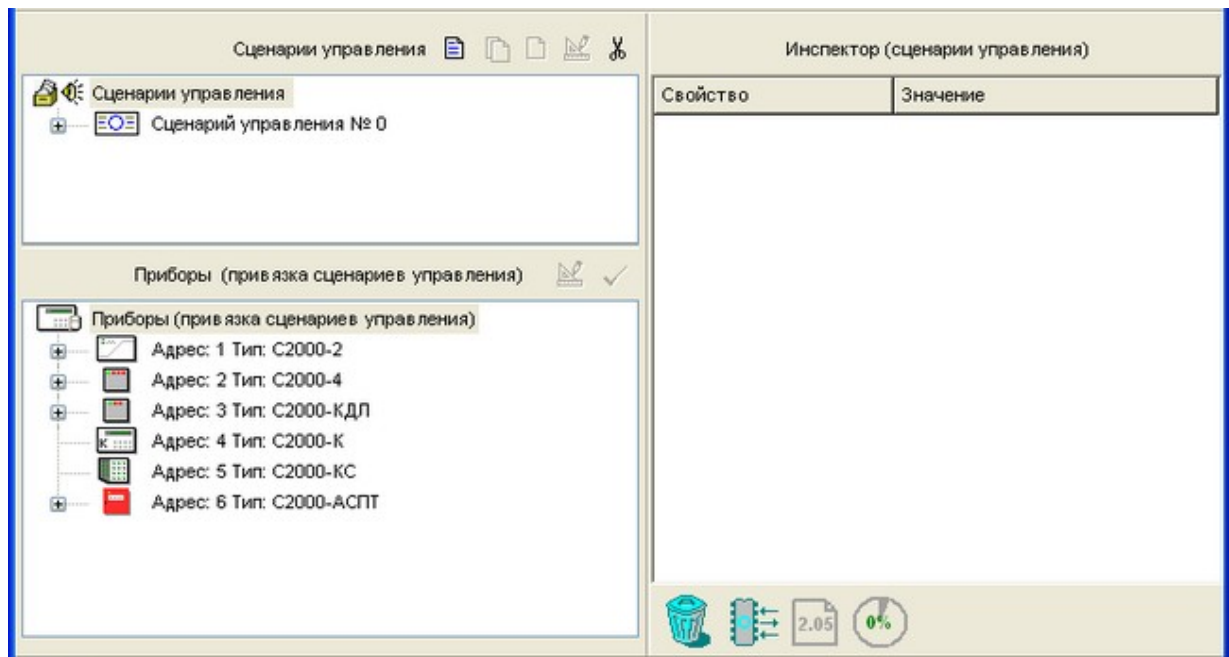 Сценарии управления
Сценарии управления
Сценарий управления № 0
Приборы (привязка сценариев управления)
Приборы (привязка сценариев управления)
Адрес: 1 Тип: С2000-2
Адрес: 2 Тип: С2000-4
Адрес: 3 Тип: С2000-КДЛ
К
Адрес: 4 Тип: С2000-К
Адрес: 5 Тип: С2000-КС
Адрес: 6 Тип: С2000-АСПТ
Инспектор (сценарии управления)
Свойство Значение
2.05 0%